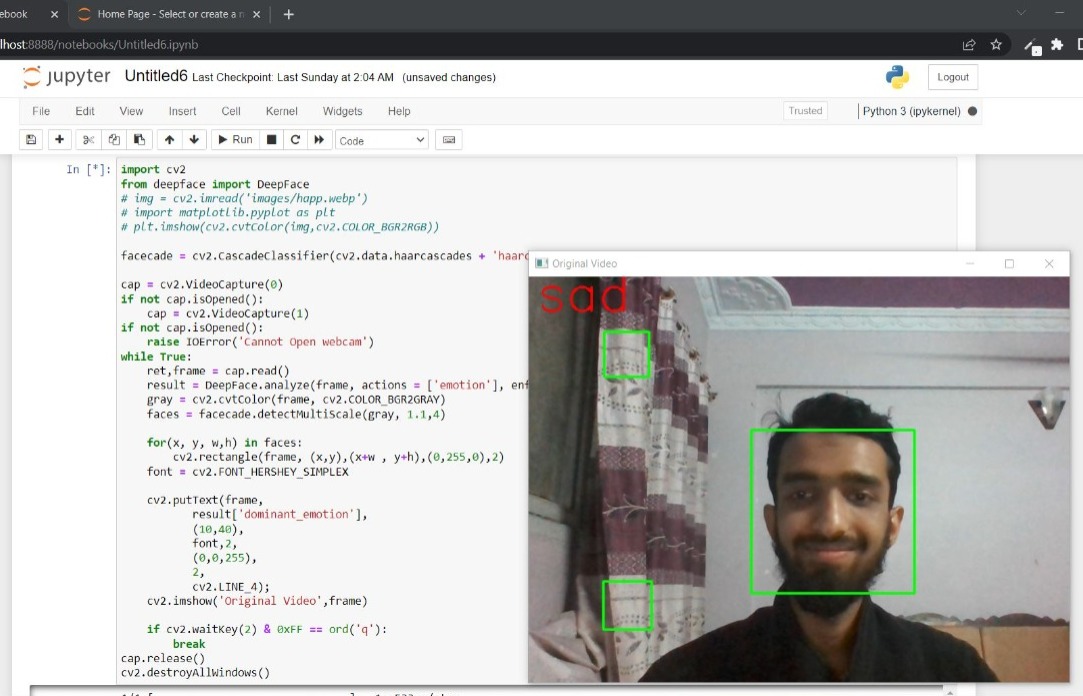 ebook
Home Page - Select or create a n
lhost:8888/notebooks/Untitled6.ipynb
jupyter Untitled6 Last Checkpoint: Last Sunday at 2:04 AM (unsaved changes)
Logout
File Edit View Insert Cell Kernel Widgets Help
Trusted
Python 3 (ipykernel)
Run
Code
In [*]:
import cv2
from deepface import DeepFace
# img = cv2.imread('images/happ.webp')
# import matplotlib.pyplot as plt
# plt.imshow(cv2.cvtColor(img,cv2.COLOR_BGR2RGB))
facecade = cv2.CascadeClassifier(cv2.data.haarcascades + 'haarc
cap = cv2.VideoCapture(0)
if not cap.isOpened():
    cap = cv2.VideoCapture(1)
if not cap.isOpened():
    raise IOError('Cannot Open webcam')
while True:
    ret,frame = cap.read()
    result = DeepFace.analyze(frame, actions = ['emotion'], enf
    gray = cv2.cvtColor(frame, cv2.COLOR_BGR2GRAY)
    faces = facecade.detectMultiScale(gray, 1.1,4)
    for(x, y, w,h) in faces:
        cv2.rectangle(frame, (x,y),(x+w , y+h),(0,255,0),2)
    font = cv2.FONT_HERSHEY_SIMPLEX
    cv2.putText(frame,
           result['dominant_emotion'],
           (10,40),
           font,2,
           (0,0,255),
           2,
           cv2.LINE_4);
    cv2.imshow('Original Video',frame)
    if cv2.waitKey(2) & 0xFF == ord('q'):
        break
cap.release()
cv2.destroyAllWindows()
Original Video
sad